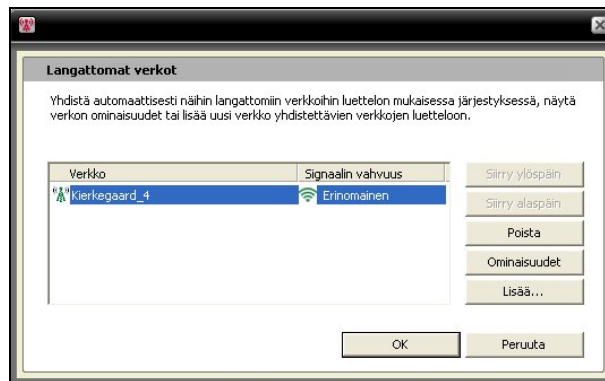 Langattomat verkot
Yhdistä automaattisesti näihin langattomiin verkkoihin luettelon mukaisessa järjestyksessä, näytä
verkon ominaisuudet tai lisää uusi verkko yhdistettävien verkkojen luetteloon.
Verkko Signaalin vahvuus
Kierkegaard_4 Erinomainen
Siirry ylöspäin
Siirry alaspäin
Poista
Ominaisuudet
Lisää...
OK Peruuta